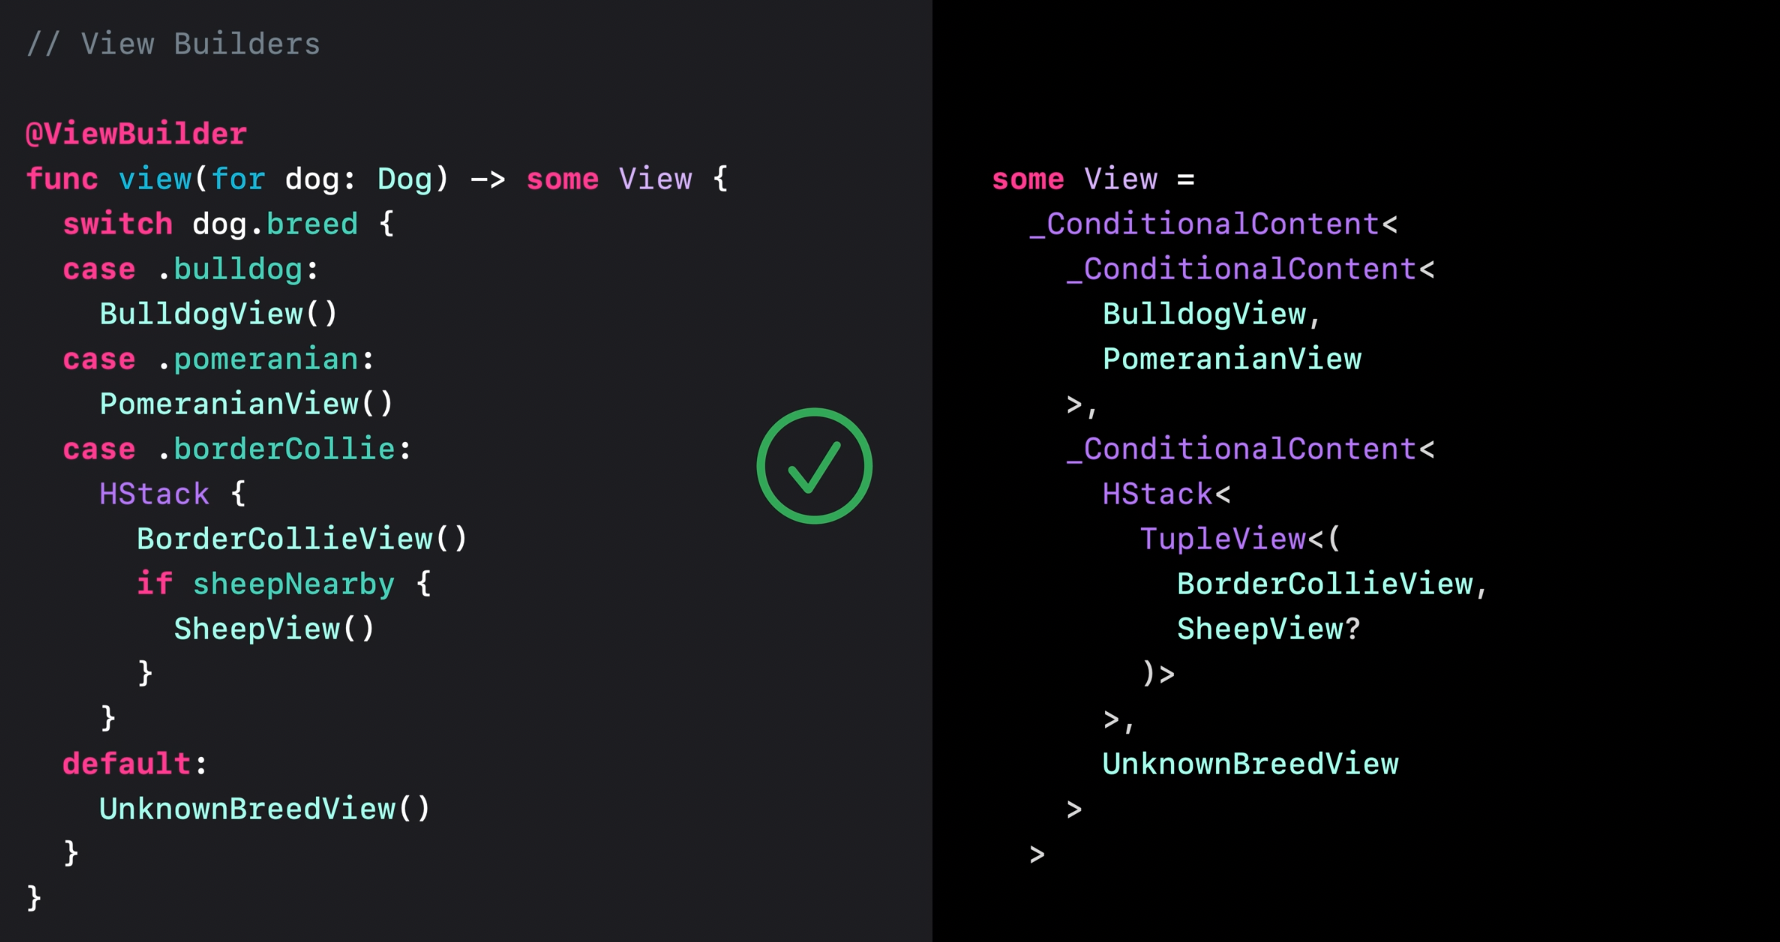 // View Builders
@ViewBuilder
func view(for dog: Dog) -> some View {
switch dog.breed {
case .bulldog:
BulldogView()
case .pomeranian:
PomeranianView()
case .borderCollie:
HStack {
BorderCollieView()
if sheepNearby {
SheepView()
}
}
default:
UnknownBreedView()
}
}
some View =
_ConditionalContent<
_ConditionalContent<
BulldogView,
PomeranianView
>,
_ConditionalContent<
HStack<
TupleView<(
BorderCollieView,
SheepView?
)>
>,
UnknownBreedView
>
>